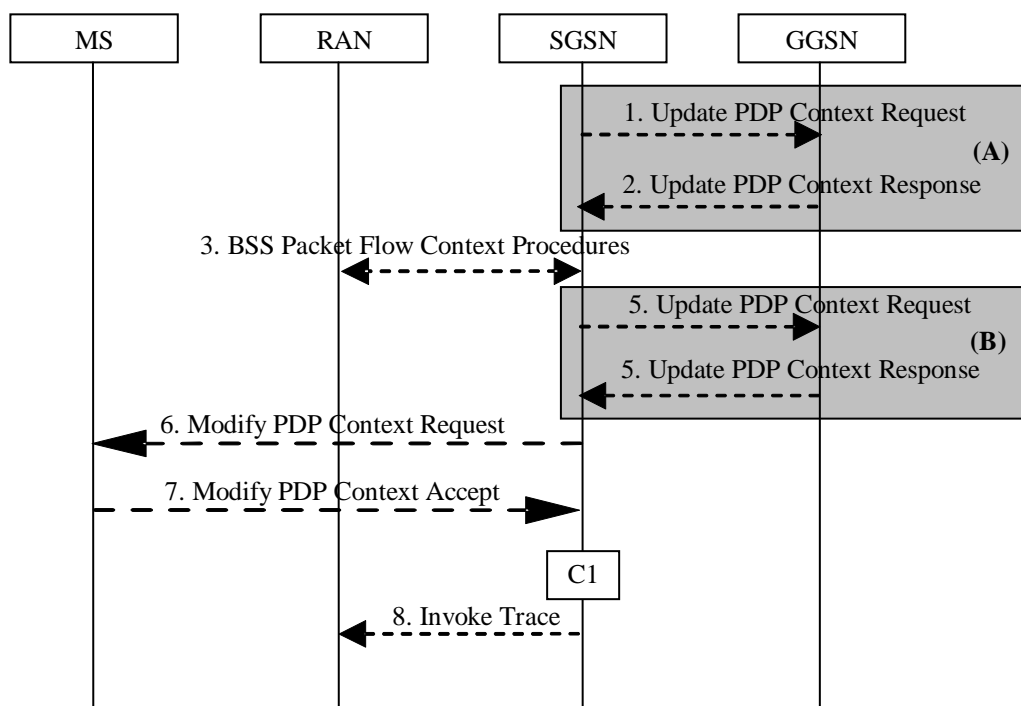 MS
RAN
SGSN
GGSN
1. Update PDP Context Request
(A)
2. Update PDP Context Response
3. BSS Packet Flow Context Procedures
5. Update PDP Context Request
(B)
5. Update PDP Context Response
6. Modify PDP Context Request
7. Modify PDP Context Accept
C1
8. Invoke Trace